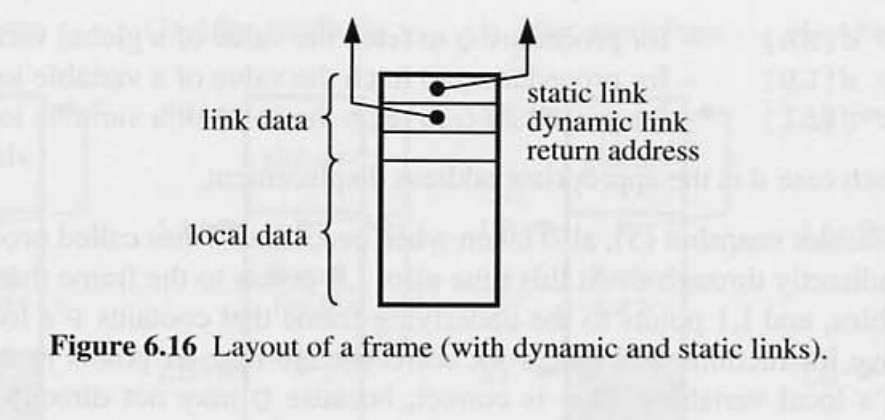 link data
static link
dynamic link
return address
local data
Figure 6.16 Layout of a frame (with dynamic and static links).